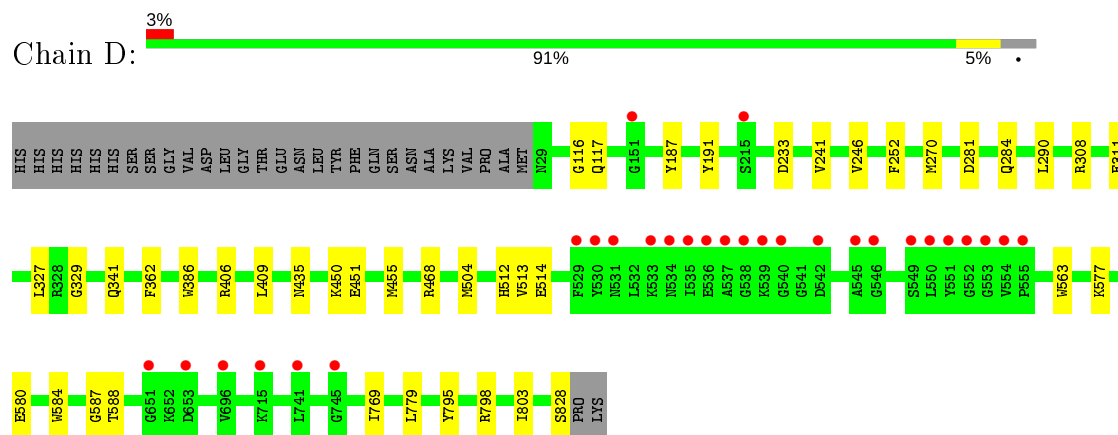 3%
Chain D:
91%
5%
HIS HIS HIS HIS HIS HIS SER SER GLY VAL ASP LEU GLY THR GLU ASN LEU TYR PHE GLN SER ASN ALA LYS VAL PRO ALA MET N29 G116 Q117 G151 Y187 Y191 S215 D233 V241 V246 F252 M270 D281 Q284 L290 R308
L327 R328 G329 Q341 F362 W386 R406 L409 N435 K450 E451 M455 R468 M504 H512 V513 E514 F529 Y530 N531 L532 K533 N534 I535 E536 A537 G538 K539 G540 G541 D542 A545 G546 S549 L550 Y551 G552 G553 V554 P555 W563 K577
E580 W584 G587 T588 G651 K652 D653 V696 K715 L741 G745 I769 L779 Y795 R798 I803 S828 PRO LYS